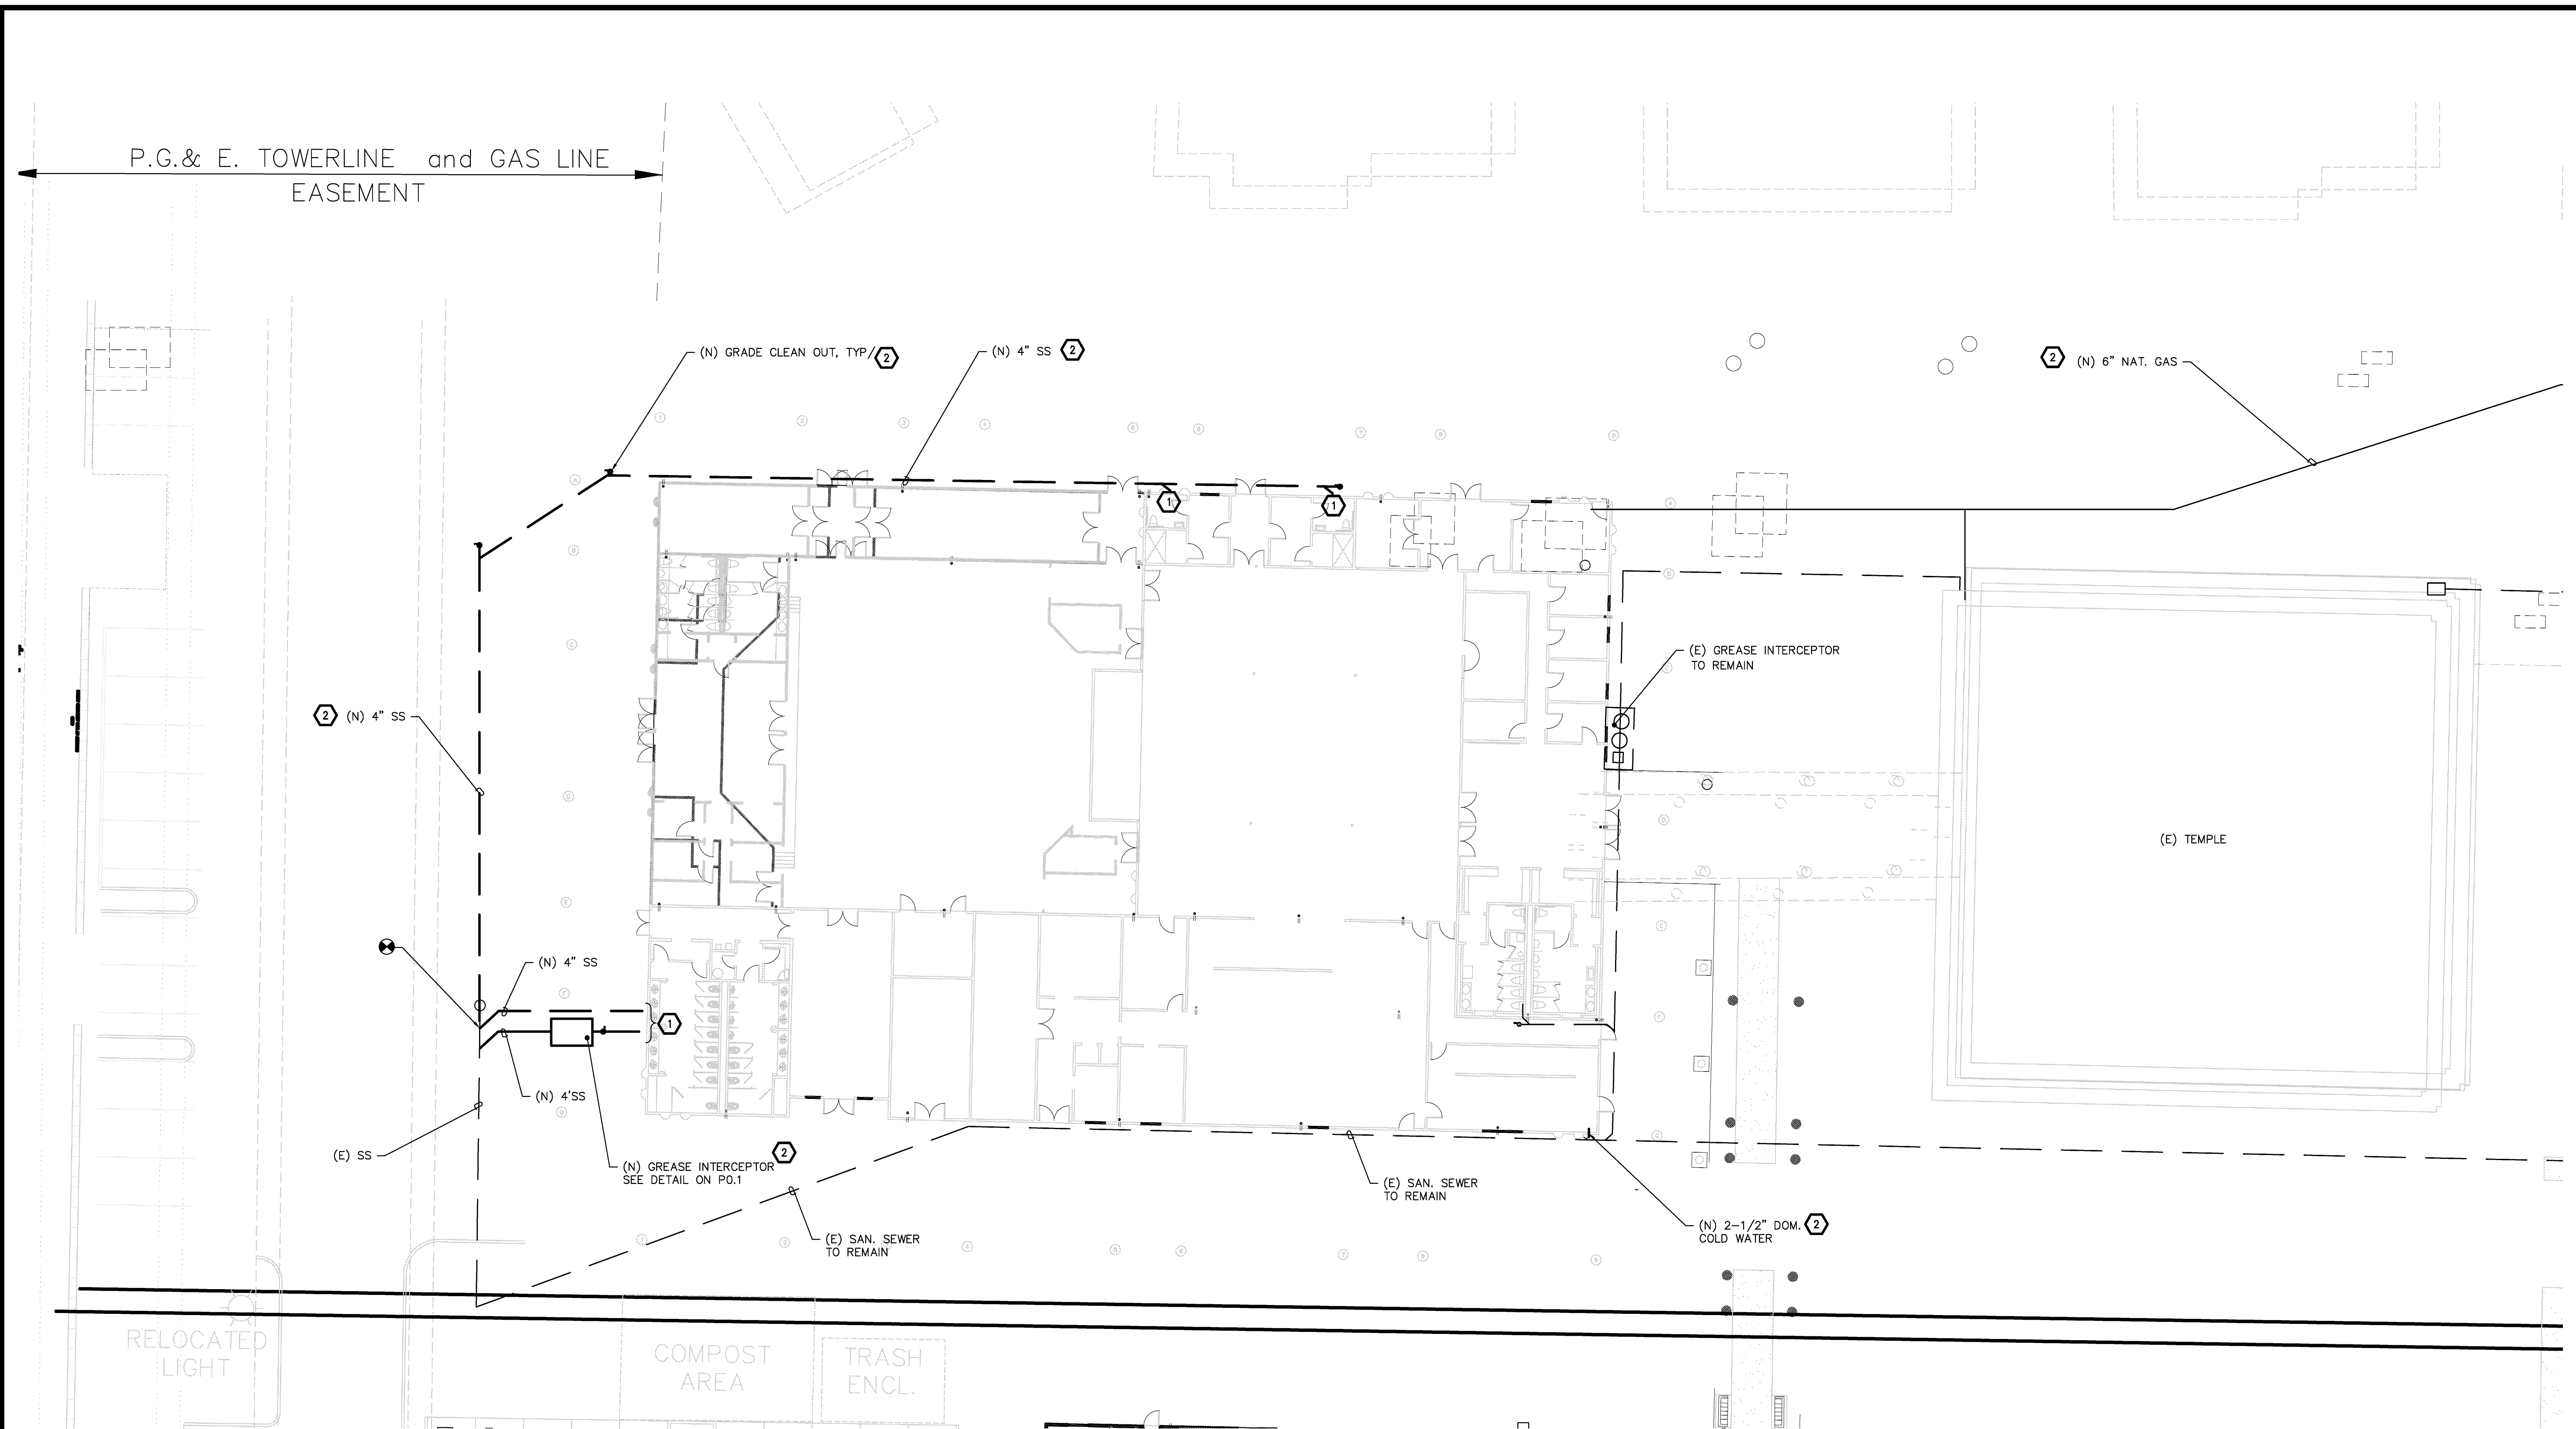 P.G.& E. TOWERLINE and GAS LINE
EASEMENT
(N) GRADE CLEAN OUT, TYP/ 2
(N) 4" SS 2
2 (N) 6" NAT. GAS
1
1
(E) GREASE INTERCEPTOR
TO REMAIN
2 (N) 4" SS
(E) TEMPLE
(N) 4" SS
1
(N) 4'SS
(E) SS
(N) GREASE INTERCEPTOR 2
SEE DETAIL ON P0.1
(E) SAN. SEWER
TO REMAIN
(N) 2-1/2" DOM. 2
COLD WATER
(E) SAN. SEWER
TO REMAIN
RELOCATED
LIGHT
COMPOST
AREA
TRASH
ENCL.